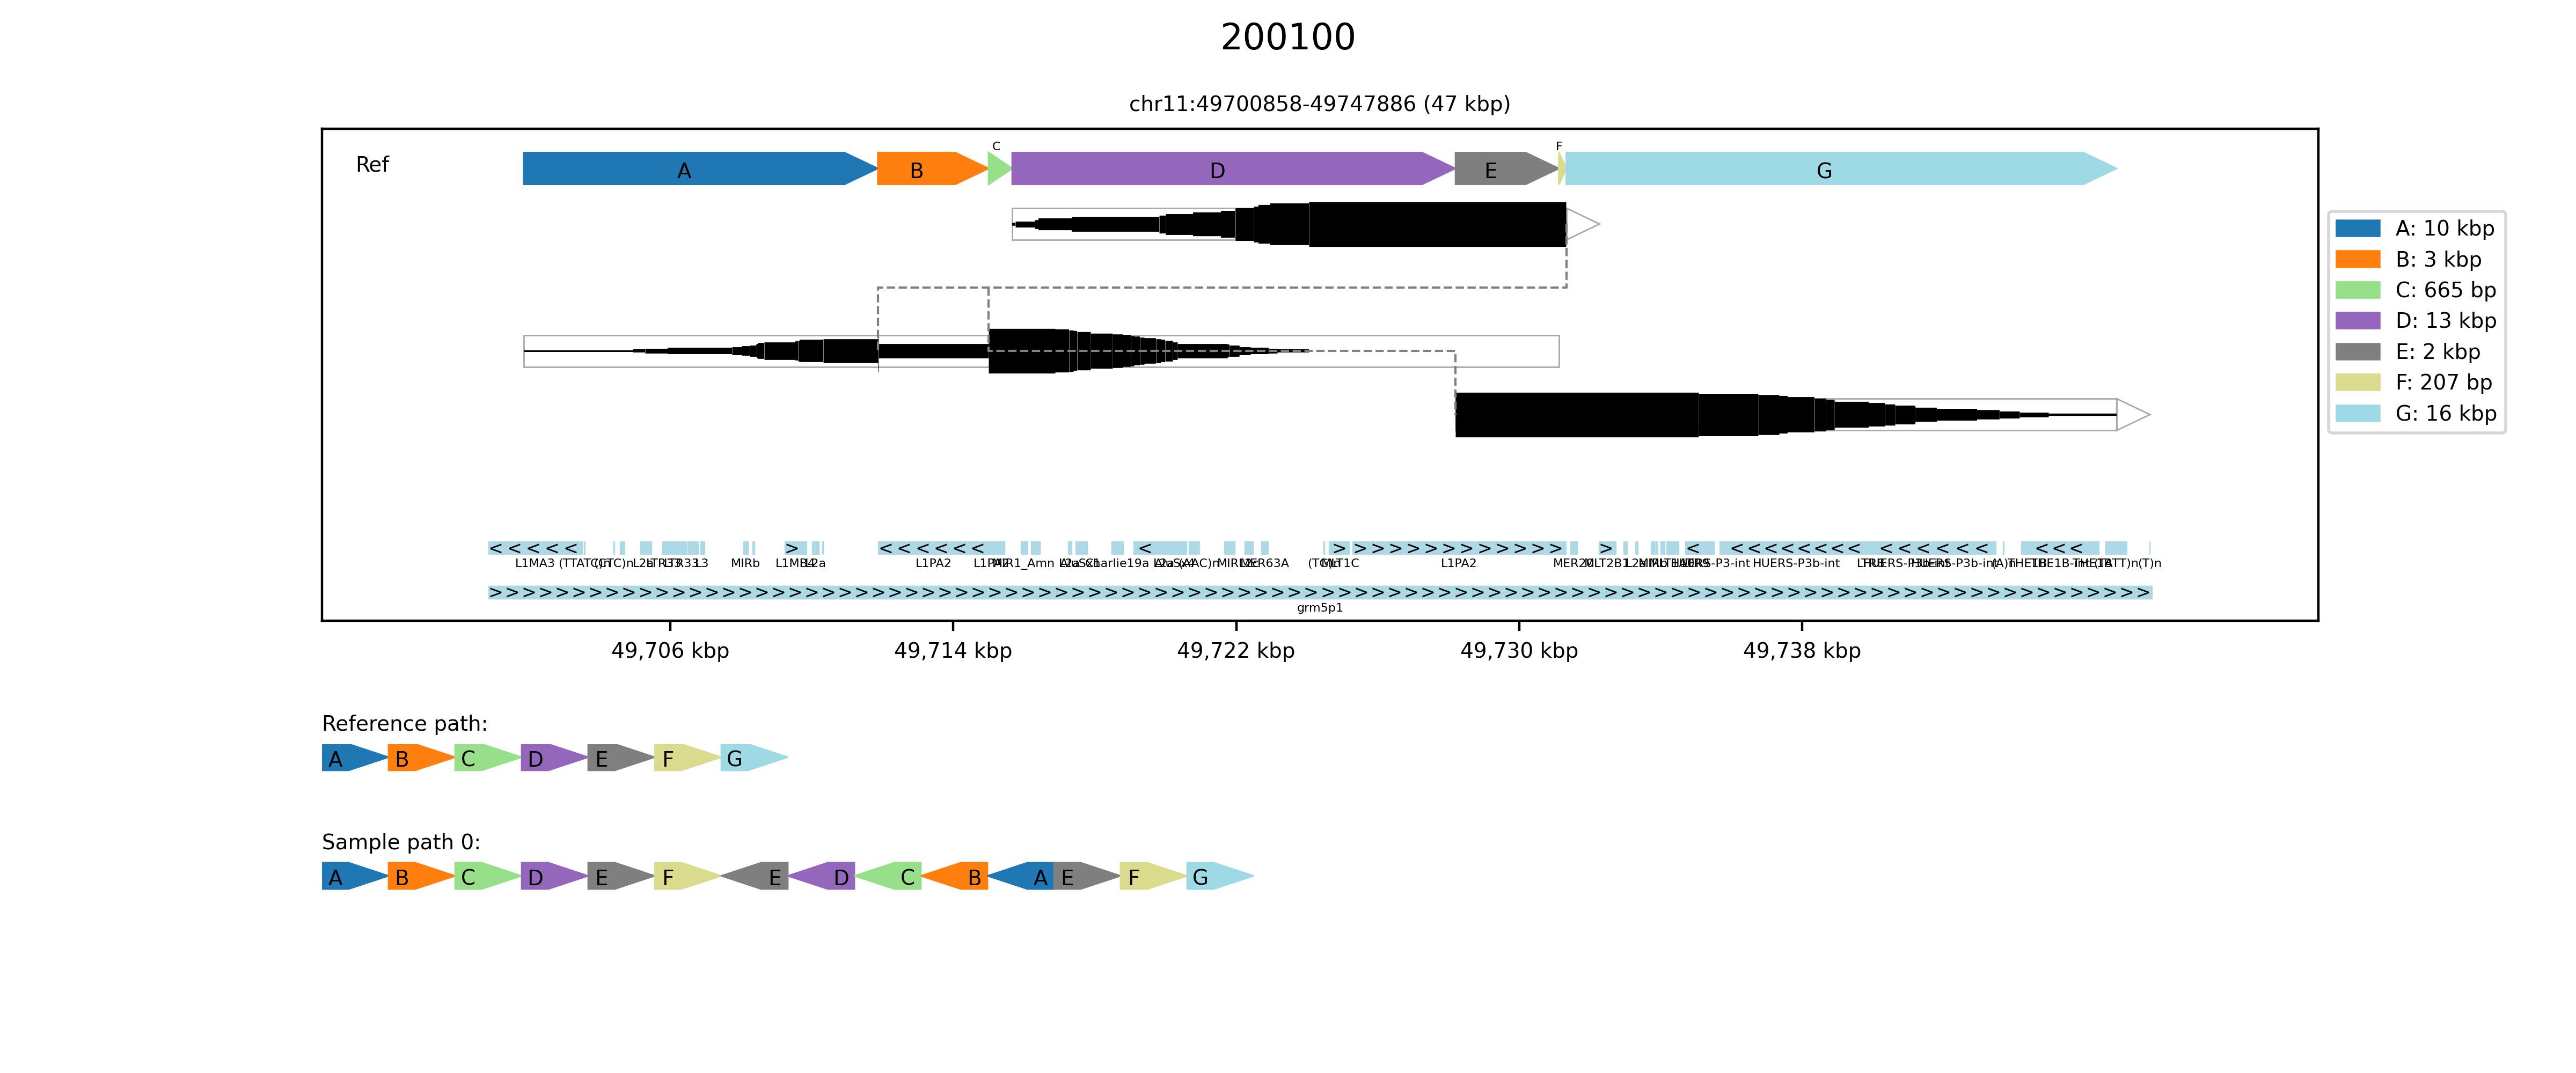 200100
chr11:49700858-49747886 (47 kbp)
Ref
A B C D E F G
A: 10 kbp
B: 3 kbp
C: 665 bp
D: 13 kbp
E: 2 kbp
F: 207 bp
G: 16 kbp
L1MA3 MIRb L1PA2 L1PA2 HUERS-P3b-int
grm5p1
49,706 kbp 49,714 kbp 49,722 kbp 49,730 kbp 49,738 kbp
Reference path:
A B C D E F G
Sample path 0:
A B C D E F E D C B A E F G